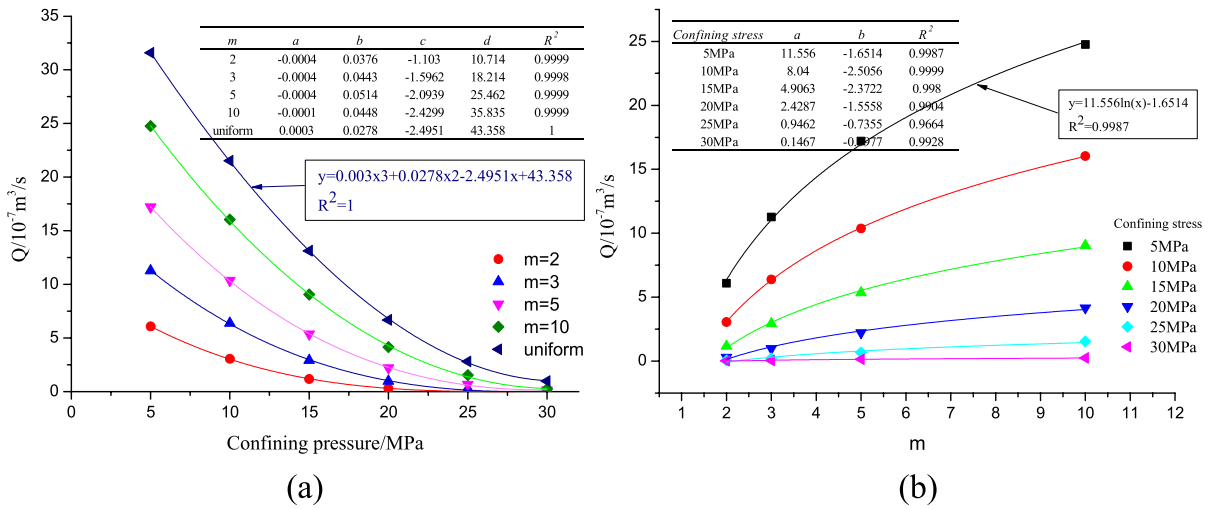 35
30
25
20
15
10
5
0
Q/10-7m3/s
m a b c d R2
2 -0.0004 0.0376 -1.103 10.714 0.9999
3 -0.0004 0.0443 -1.5962 18.214 0.9998
5 -0.0004 0.0514 -2.0939 25.462 0.9999
10 -0.0001 0.0448 -2.4299 35.835 0.9999
uniform 0.0003 0.0278 -2.4951 43.358 1
y=0.003x3+0.0278x2-2.4951x+43.358
R2=1
m=2
m=3
m=5
m=10
uniform
0 5 10 15 20 25 30
Confining pressure/MPa
(a)
25
20
15
10
5
0
Q/10-7m3/s
Confining stress a b R2
5MPa 11.556 -1.6514 0.9987
10MPa 8.04 -2.5056 0.9999
15MPa 4.9063 -2.3722 0.998
20MPa 2.4287 -1.5558 0.9904
25MPa 0.9462 -0.7355 0.9664
30MPa 0.1467 0.9928
y=11.556ln(x)-1.6514
R2=0.9987
Confining stress
5MPa
10MPa
15MPa
20MPa
25MPa
30MPa
1 2 3 4 5 6 7 8 9 10 11 12
m
(b)